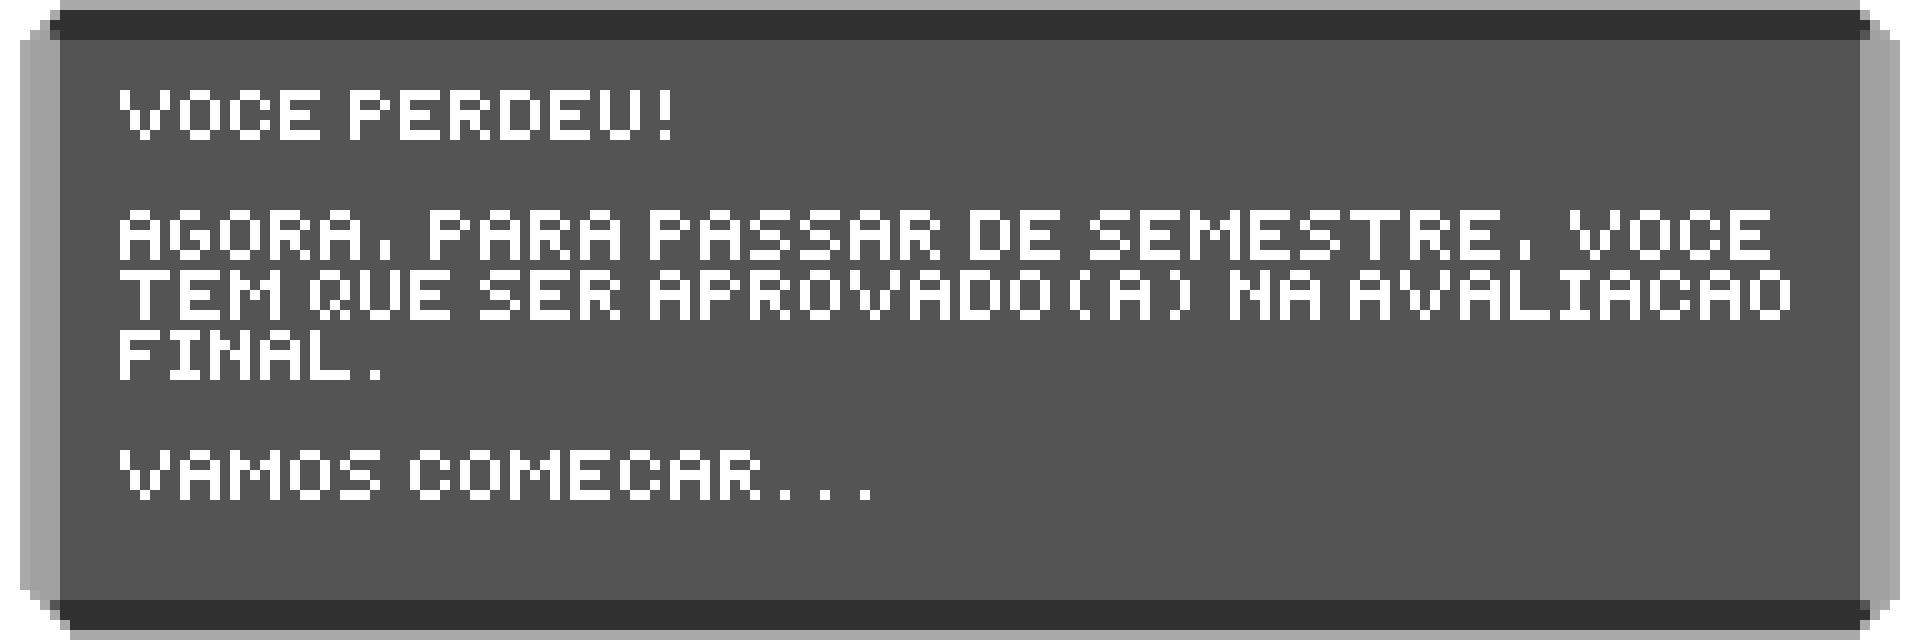 VOCE PERDEU!
AGORA, PARA PASSAR DE SEMESTRE, VOCE
TEM QUE SER APROVADO(A) NA AVALIACAO
FINAL.
VAMOS COMECAR...